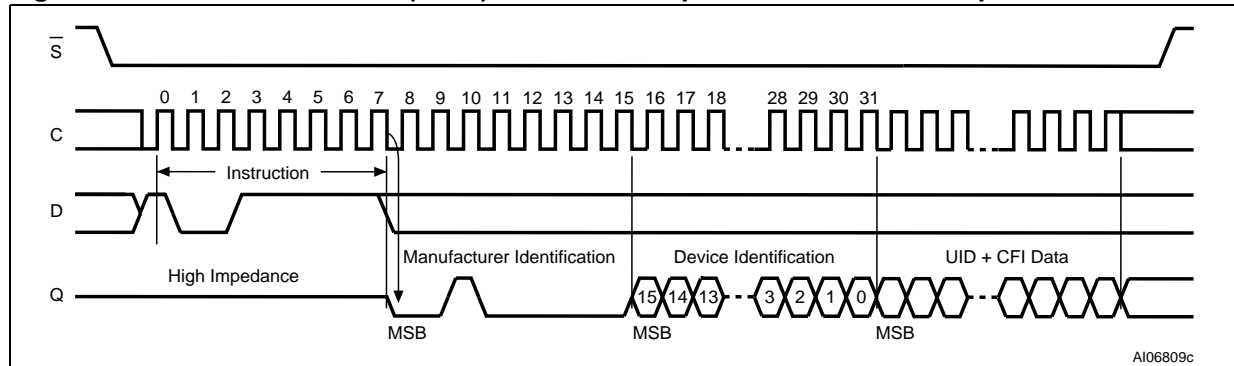 S
0 1 2 3 4 5 6 7 8 9 10 11 12 13 14 15 16 17 18 28 29 30 31
C
Instruction
D
Manufacturer Identification Device Identification UID + CFI Data
High Impedance
Q 15 14 13 3 2 1 0
MSB MSB MSB
AI06809c